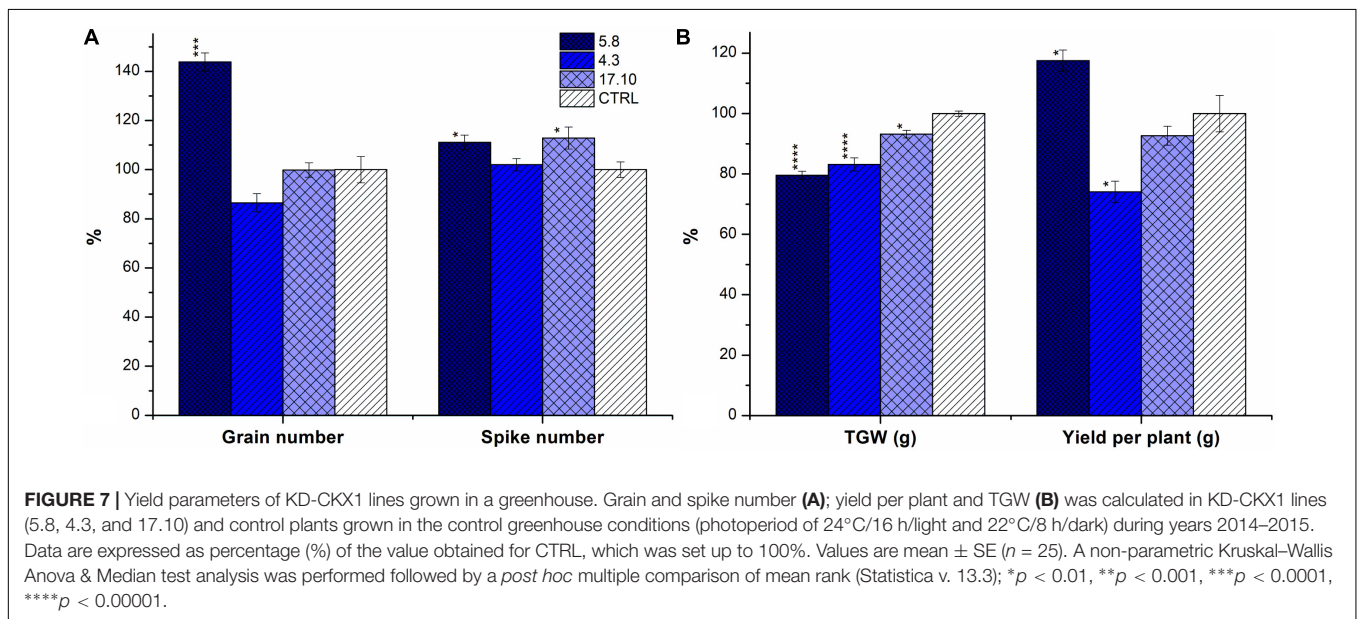 A
B
5.8
4.3
17.10
CTRL
140
120
100
80
60
40
20
0
%
***
*
*
Grain number
Spike number
120
100
80
60
40
20
0
%
****
****
*
*
*
TGW (g)
Yield per plant (g)
FIGURE 7 | Yield parameters of KD-CKX1 lines grown in a greenhouse. Grain and spike number (A); yield per plant and TGW (B) was calculated in KD-CKX1 lines
(5.8, 4.3, and 17.10) and control plants grown in the control greenhouse conditions (photoperiod of 24°C/16 h/light and 22°C/8 h/dark) during years 2014–2015.
Data are expressed as percentage (%) of the value obtained for CTRL, which was set up to 100%. Values are mean ± SE (n = 25). A non-parametric Kruskal–Wallis
Anova & Median test analysis was performed followed by a post hoc multiple comparison of mean rank (Statistica v. 13.3); *p < 0.01, **p < 0.001, ***p < 0.0001,
****p < 0.00001.